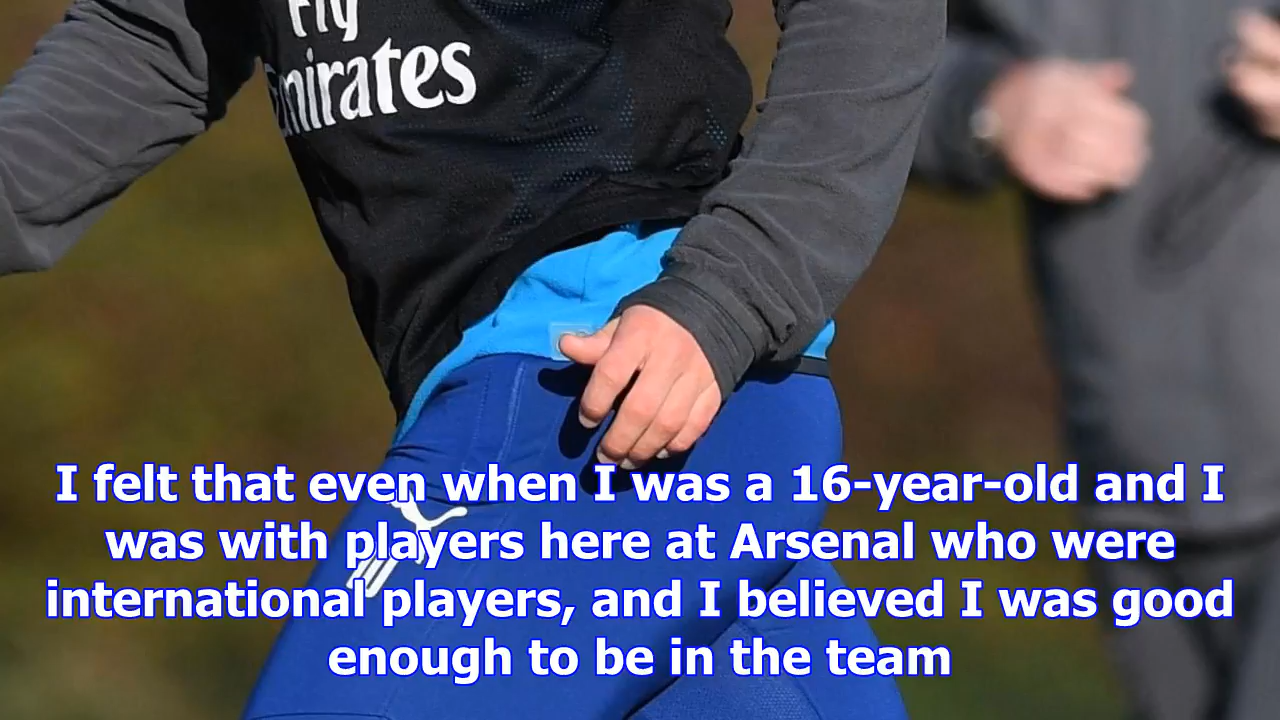 Fly
Emirates
I felt that even when I was a 16-year-old and I
was with players here at Arsenal who were
international players, and I believed I was good
enough to be in the team